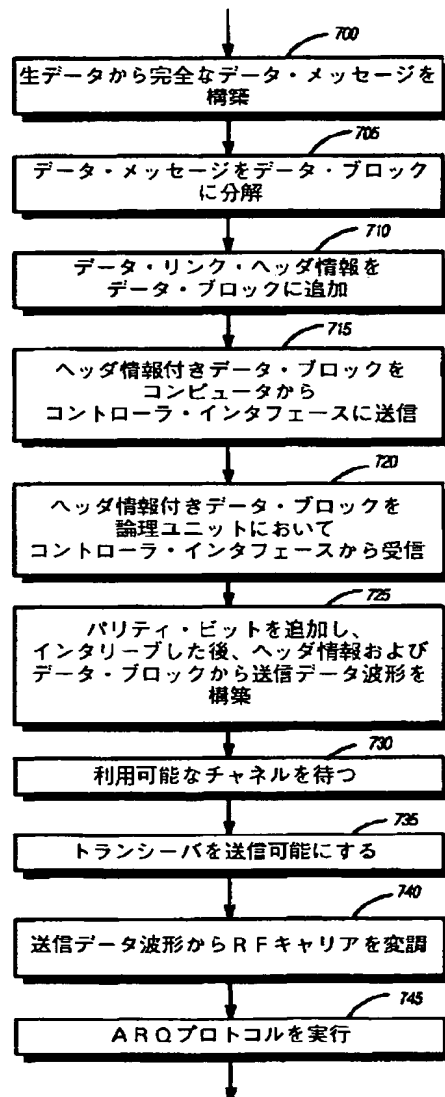 700
生データから完全なデータ・メッセージを
構築
705
データ・メッセージをデータ・ブロック
に分解
710
データ・リンク・ヘッダ情報を
データ・ブロックに追加
715
ヘッダ情報付きデータ・ブロックを
コンピュータから
コントローラ・インタフェースに送信
720
ヘッダ情報付きデータ・ブロックを
論理ユニットにおいて
コントローラ・インタフェースから受信
725
パリティ・ビットを追加し、
インタリーブした後、ヘッダ情報および
データ・ブロックから送信データ波形を
構築
730
利用可能なチャネルを待つ
735
トランシーバを送信可能にする
740
送信データ波形からRFキャリアを変調
745
ARQプロトコルを実行